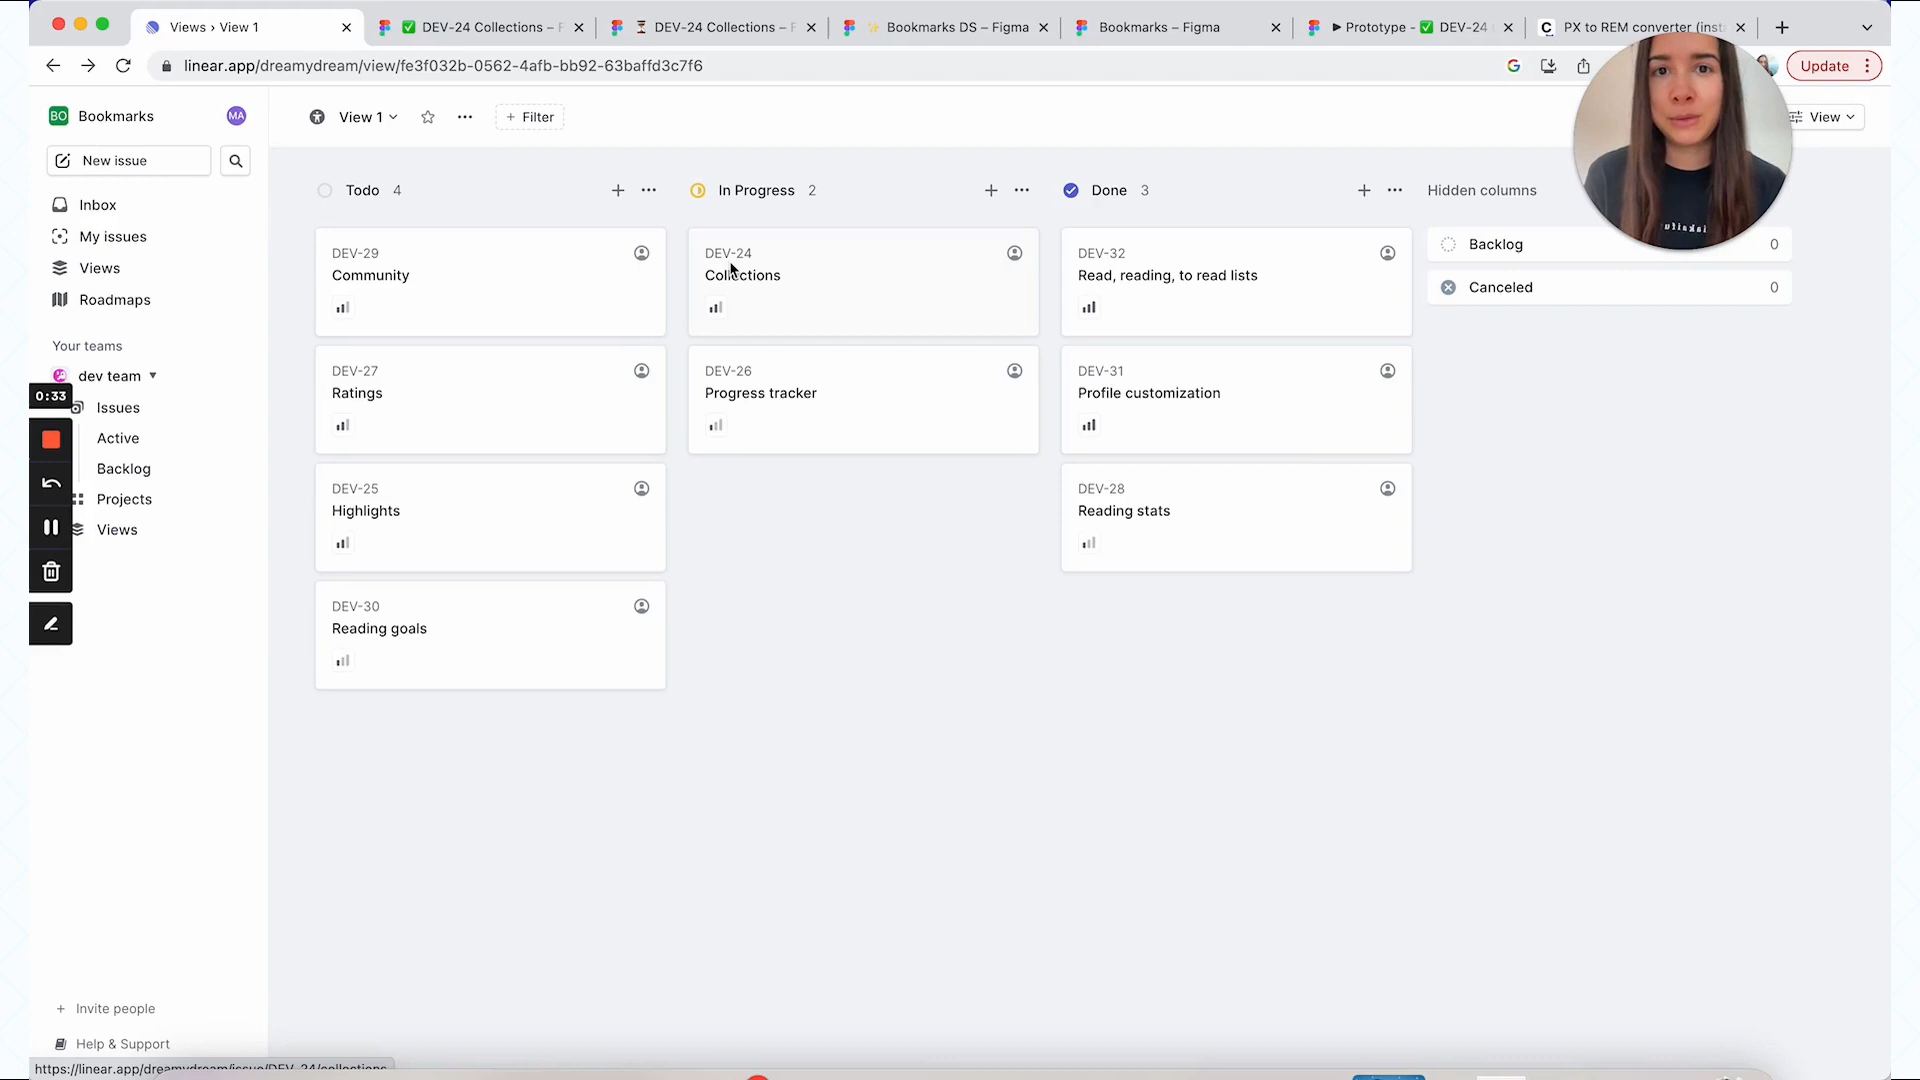 Views › View 1
✅ DEV-24 Collections – F
⏳ DEV-24 Collections – F
✨ Bookmarks DS – Figma
Bookmarks – Figma
▶ Prototype - ✅ DEV-24
PX to REM converter (inst
linear.app/dreamydream/view/fe3f032b-0562-4afb-bb92-63baffd3c7f6
Update
BO Bookmarks MA
New issue
Inbox
My issues
Views
Roadmaps
Your teams
dev team
Issues
Active
Backlog
Projects
Views
0:33
+ Invite people
Help & Support
View 1
+ Filter
View
Todo 4
DEV-29
Community
DEV-27
Ratings
DEV-25
Highlights
DEV-30
Reading goals
In Progress 2
DEV-24
Collections
DEV-26
Progress tracker
Done 3
DEV-32
Read, reading, to read lists
DEV-31
Profile customization
DEV-28
Reading stats
Hidden columns
Backlog 0
Canceled 0
https://linear.app/dreamydream/issue/DEV-24/collections